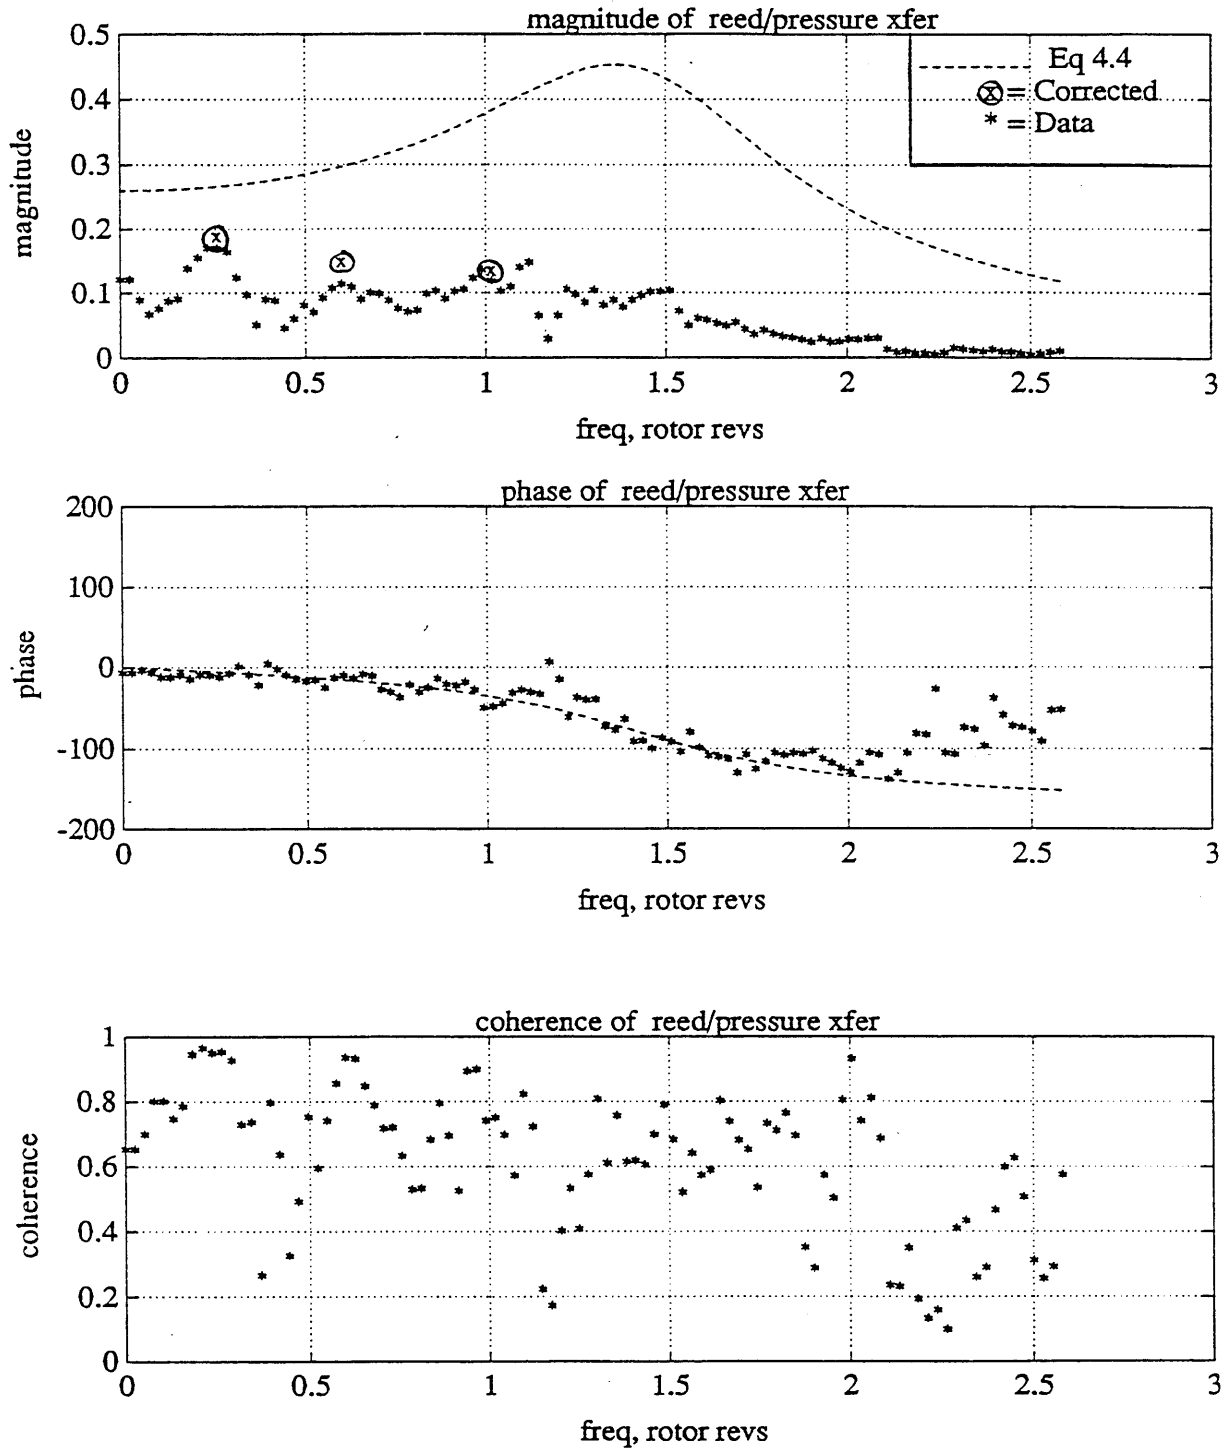 magnitude of reed/pressure xfer
0.5
0.4
0.3
0.2
0.1
0
magnitude
Eq 4.4
= Corrected
* = Data
0 0.5 1 1.5 2 2.5 3
freq, rotor revs
phase of reed/pressure xfer
200
100
0
-100
-200
phase
0 0.5 1 1.5 2 2.5 3
freq, rotor revs
coherence of reed/pressure xfer
1
0.8
0.6
0.4
0.2
0
coherence
0 0.5 1 1.5 2 2.5 3
freq, rotor revs